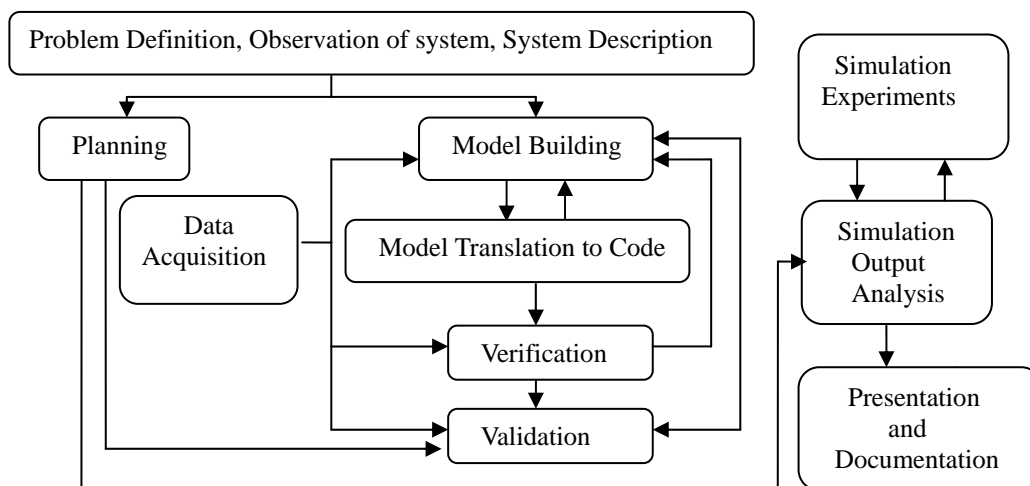 Problem Definition, Observation of system, System Description
Planning
Model Building
Data
Acquisition
Model Translation to Code
Verification
Validation
Simulation
Experiments
Simulation
Output
Analysis
Presentation
and
Documentation